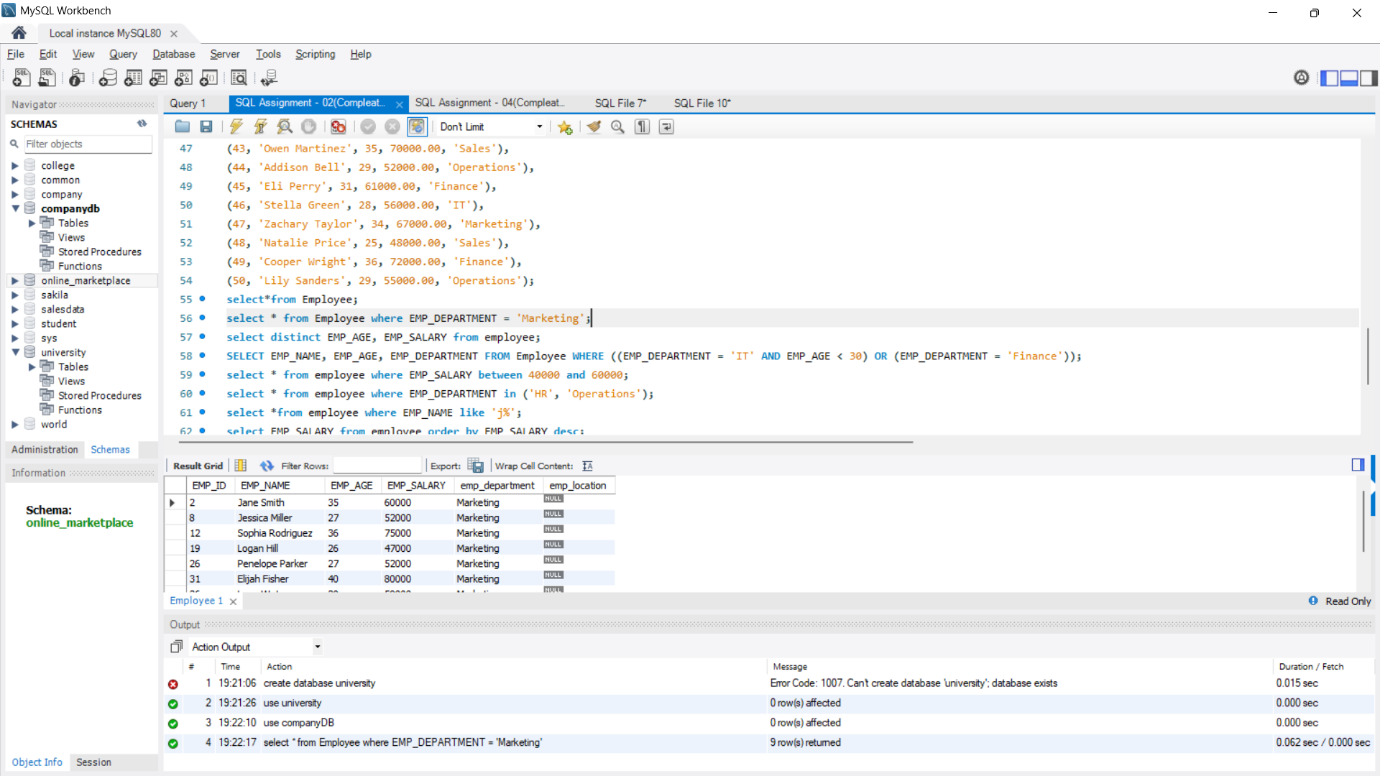 MySQL Workbench
Local instance MySQL80
File Edit View Query Database Server Tools Scripting Help
Navigator
SCHEMAS
Filter objects
college
common
company
companydb
Tables
Views
Stored Procedures
Functions
online_marketplace
sakila
salesdata
student
sys
university
Tables
Views
Stored Procedures
Functions
world
Administration Schemas
Information
Schema:
online_marketplace
Object Info Session
Query 1 SQL Assignment - 02(Compleat... SQL Assignment - 04(Compleat... SQL File 7* SQL File 10*
Don't Limit
47 (43, 'Owen Martinez', 35, 70000.00, 'Sales'),
48 (44, 'Addison Bell', 29, 52000.00, 'Operations'),
49 (45, 'Eli Perry', 31, 61000.00, 'Finance'),
50 (46, 'Stella Green', 28, 56000.00, 'IT'),
51 (47, 'Zachary Taylor', 34, 67000.00, 'Marketing'),
52 (48, 'Natalie Price', 25, 48000.00, 'Sales'),
53 (49, 'Cooper Wright', 36, 72000.00, 'Finance'),
54 (50, 'Lily Sanders', 29, 55000.00, 'Operations');
55 select*from Employee;
56 select * from Employee where EMP_DEPARTMENT = 'Marketing';
57 select distinct EMP_AGE, EMP_SALARY from employee;
58 SELECT EMP_NAME, EMP_AGE, EMP_DEPARTMENT FROM Employee WHERE ((EMP_DEPARTMENT = 'IT' AND EMP_AGE < 30) OR (EMP_DEPARTMENT = 'Finance'));
59 select * from employee where EMP_SALARY between 40000 and 60000;
60 select * from employee where EMP_DEPARTMENT in ('HR', 'Operations');
61 select *from employee where EMP_NAME like 'j%';
62 select EMP_SALARY from employee order by EMP_SALARY desc;
Result Grid Filter Rows: Export: Wrap Cell Content:
EMP_ID EMP_NAME EMP_AGE EMP_SALARY emp_department emp_location
2 Jane Smith 35 60000 Marketing NULL
8 Jessica Miller 27 52000 Marketing NULL
12 Sophia Rodriguez 36 75000 Marketing NULL
19 Logan Hill 26 47000 Marketing NULL
26 Penelope Parker 27 52000 Marketing NULL
31 Elijah Fisher 40 80000 Marketing NULL
Employee 1 Read Only
Output
Action Output
# Time Action Message Duration / Fetch
1 19:21:06 create database university Error Code: 1007. Can't create database 'university'; database exists 0.015 sec
2 19:21:26 use university 0 row(s) affected 0.000 sec
3 19:22:10 use companyDB 0 row(s) affected 0.000 sec
4 19:22:17 select * from Employee where EMP_DEPARTMENT = 'Marketing' 9 row(s) returned 0.062 sec / 0.000 sec